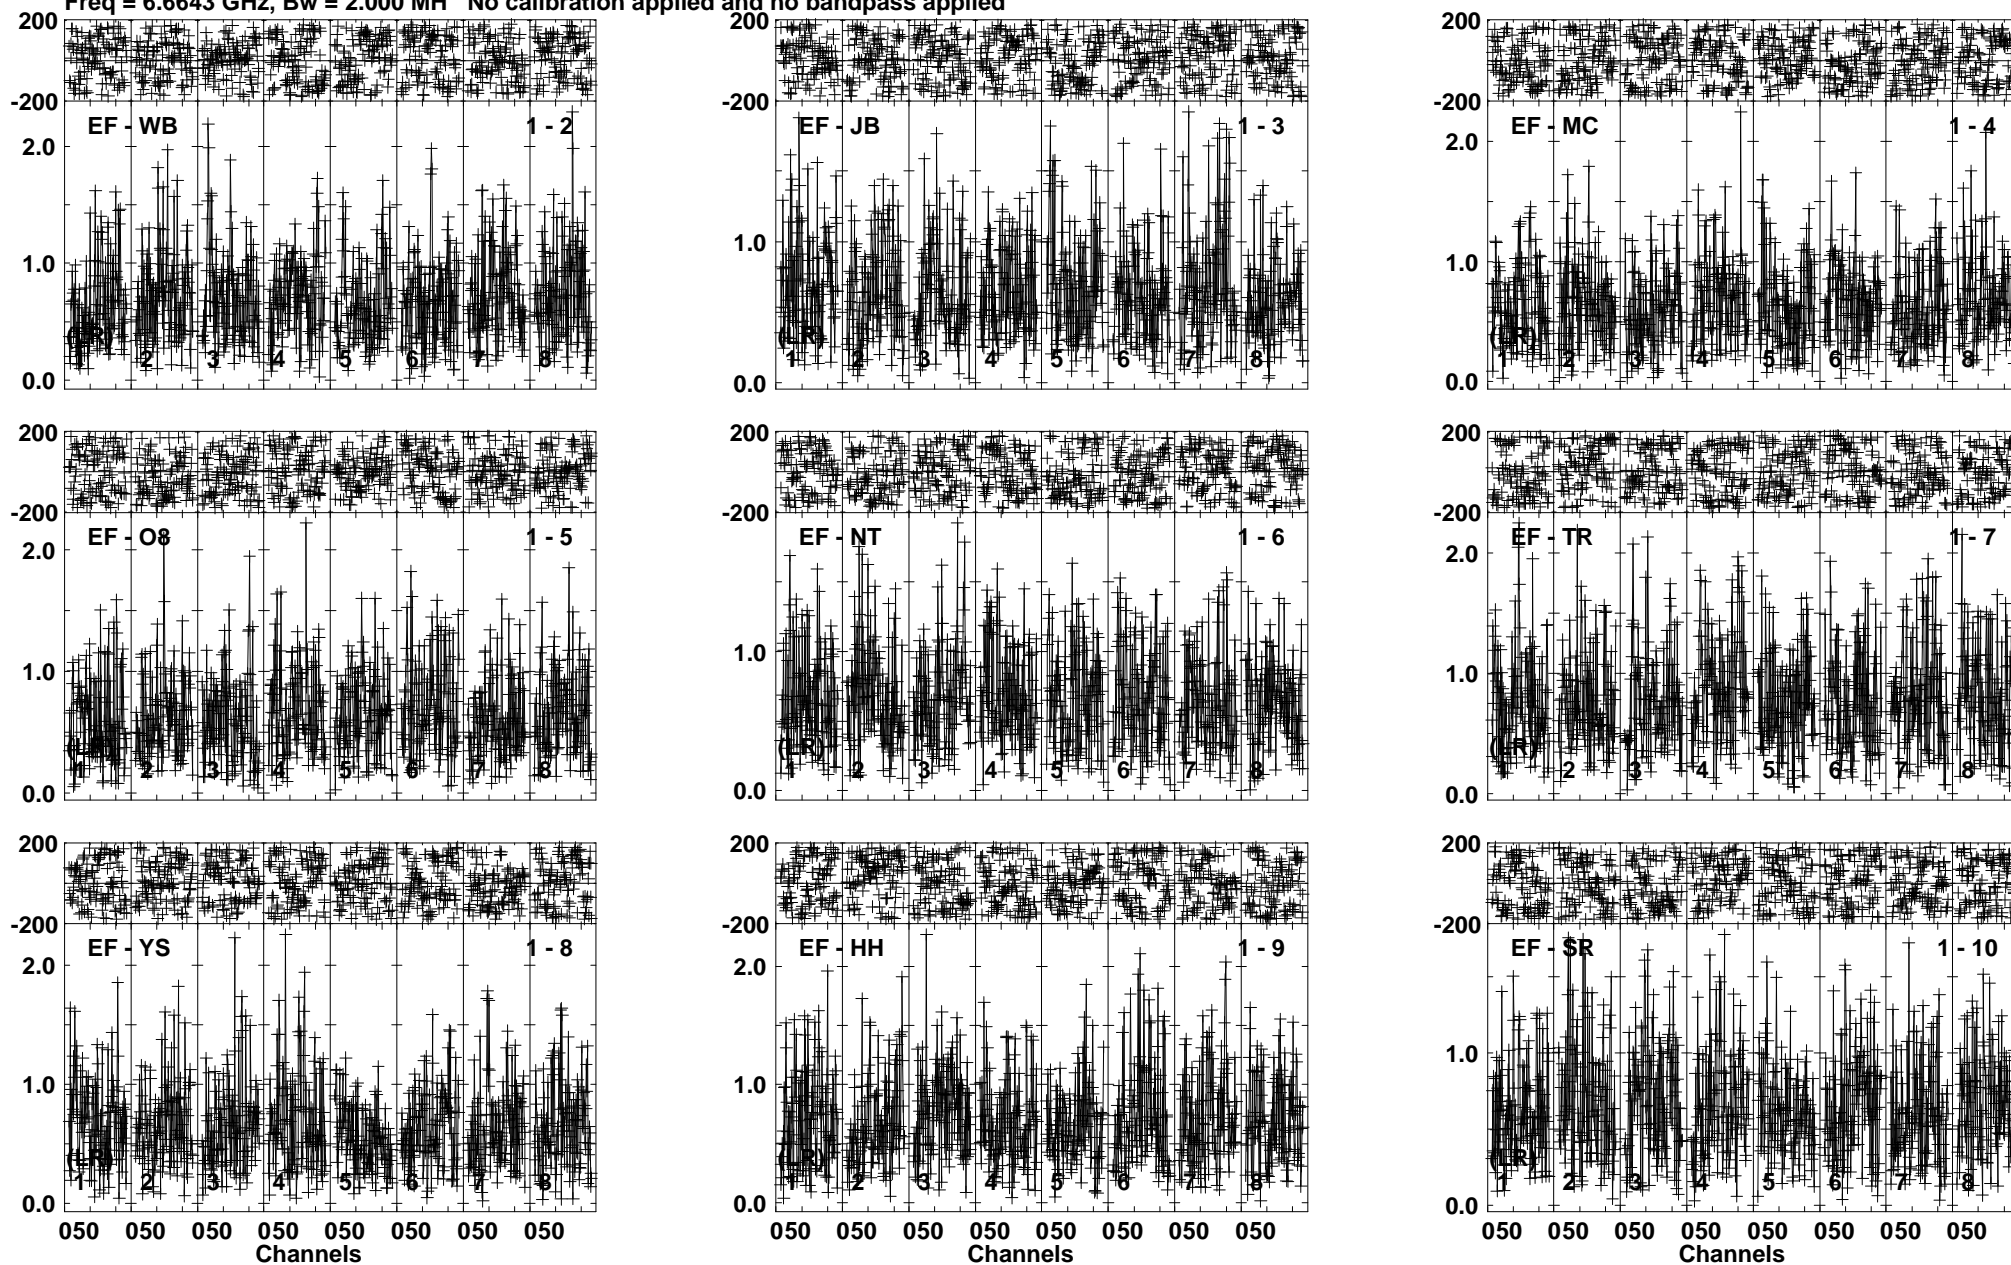 Freq = 6.6643 GHz, Bw = 2.000 MH No calibration applied and no bandpass applied
200 200 200
-200 -200 -200
EF - WB 1 - 2 EF - JB 1 - 3 EF - MC 1 - 4
2.0 2.0
1.0 1.0 1.0
(LR) (LR) (LR)
1 2 3 4 5 6 7 8 1 2 3 4 5 6 7 8 1 2 3 4 5 6 7 8
0.0 0.0 0.0
200 200 200
-200 -200 -200
EF - O8 1 - 5 EF - NT 1 - 6 EF - TR 1 - 7
2.0 2.0
1.0 1.0 1.0
(LR) (LR) (LR)
1 2 3 4 5 6 7 8 1 2 3 4 5 6 7 8 1 2 3 4 5 6 7 8
0.0 0.0 0.0
200 200 200
-200 -200 -200
EF - YS 1 - 8 EF - HH 1 - 9 EF - SR 1 - 10
2.0 2.0
1.0 1.0 1.0
(LR) (LR) (LR)
1 2 3 4 5 6 7 8 1 2 3 4 5 6 7 8 1 2 3 4 5 6 7 8
0.0 0.0 0.0
050 050 050 050 050 050 050 050 050 050 050 050 050 050 050 050 050 050 050 050 050 050 050 050
Channels Channels Channels